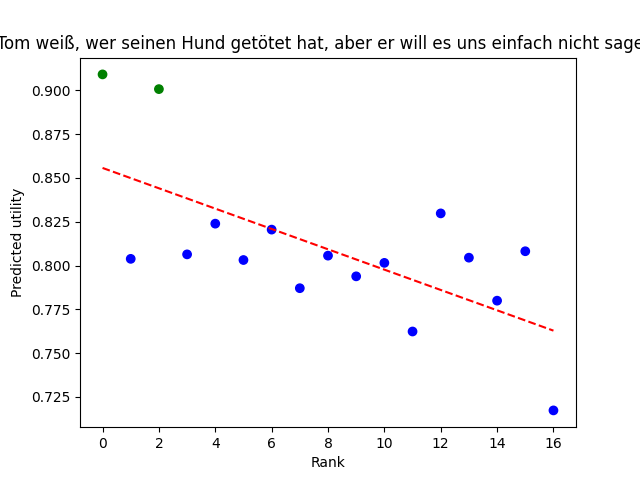 Tom weiß, wer seinen Hund getötet hat, aber er will es uns einfach nicht sage
0.900
0.875
0.850
0.825
0.800
0.775
0.750
0.725
Predicted utility
0 2 4 6 8 10 12 14 16
Rank